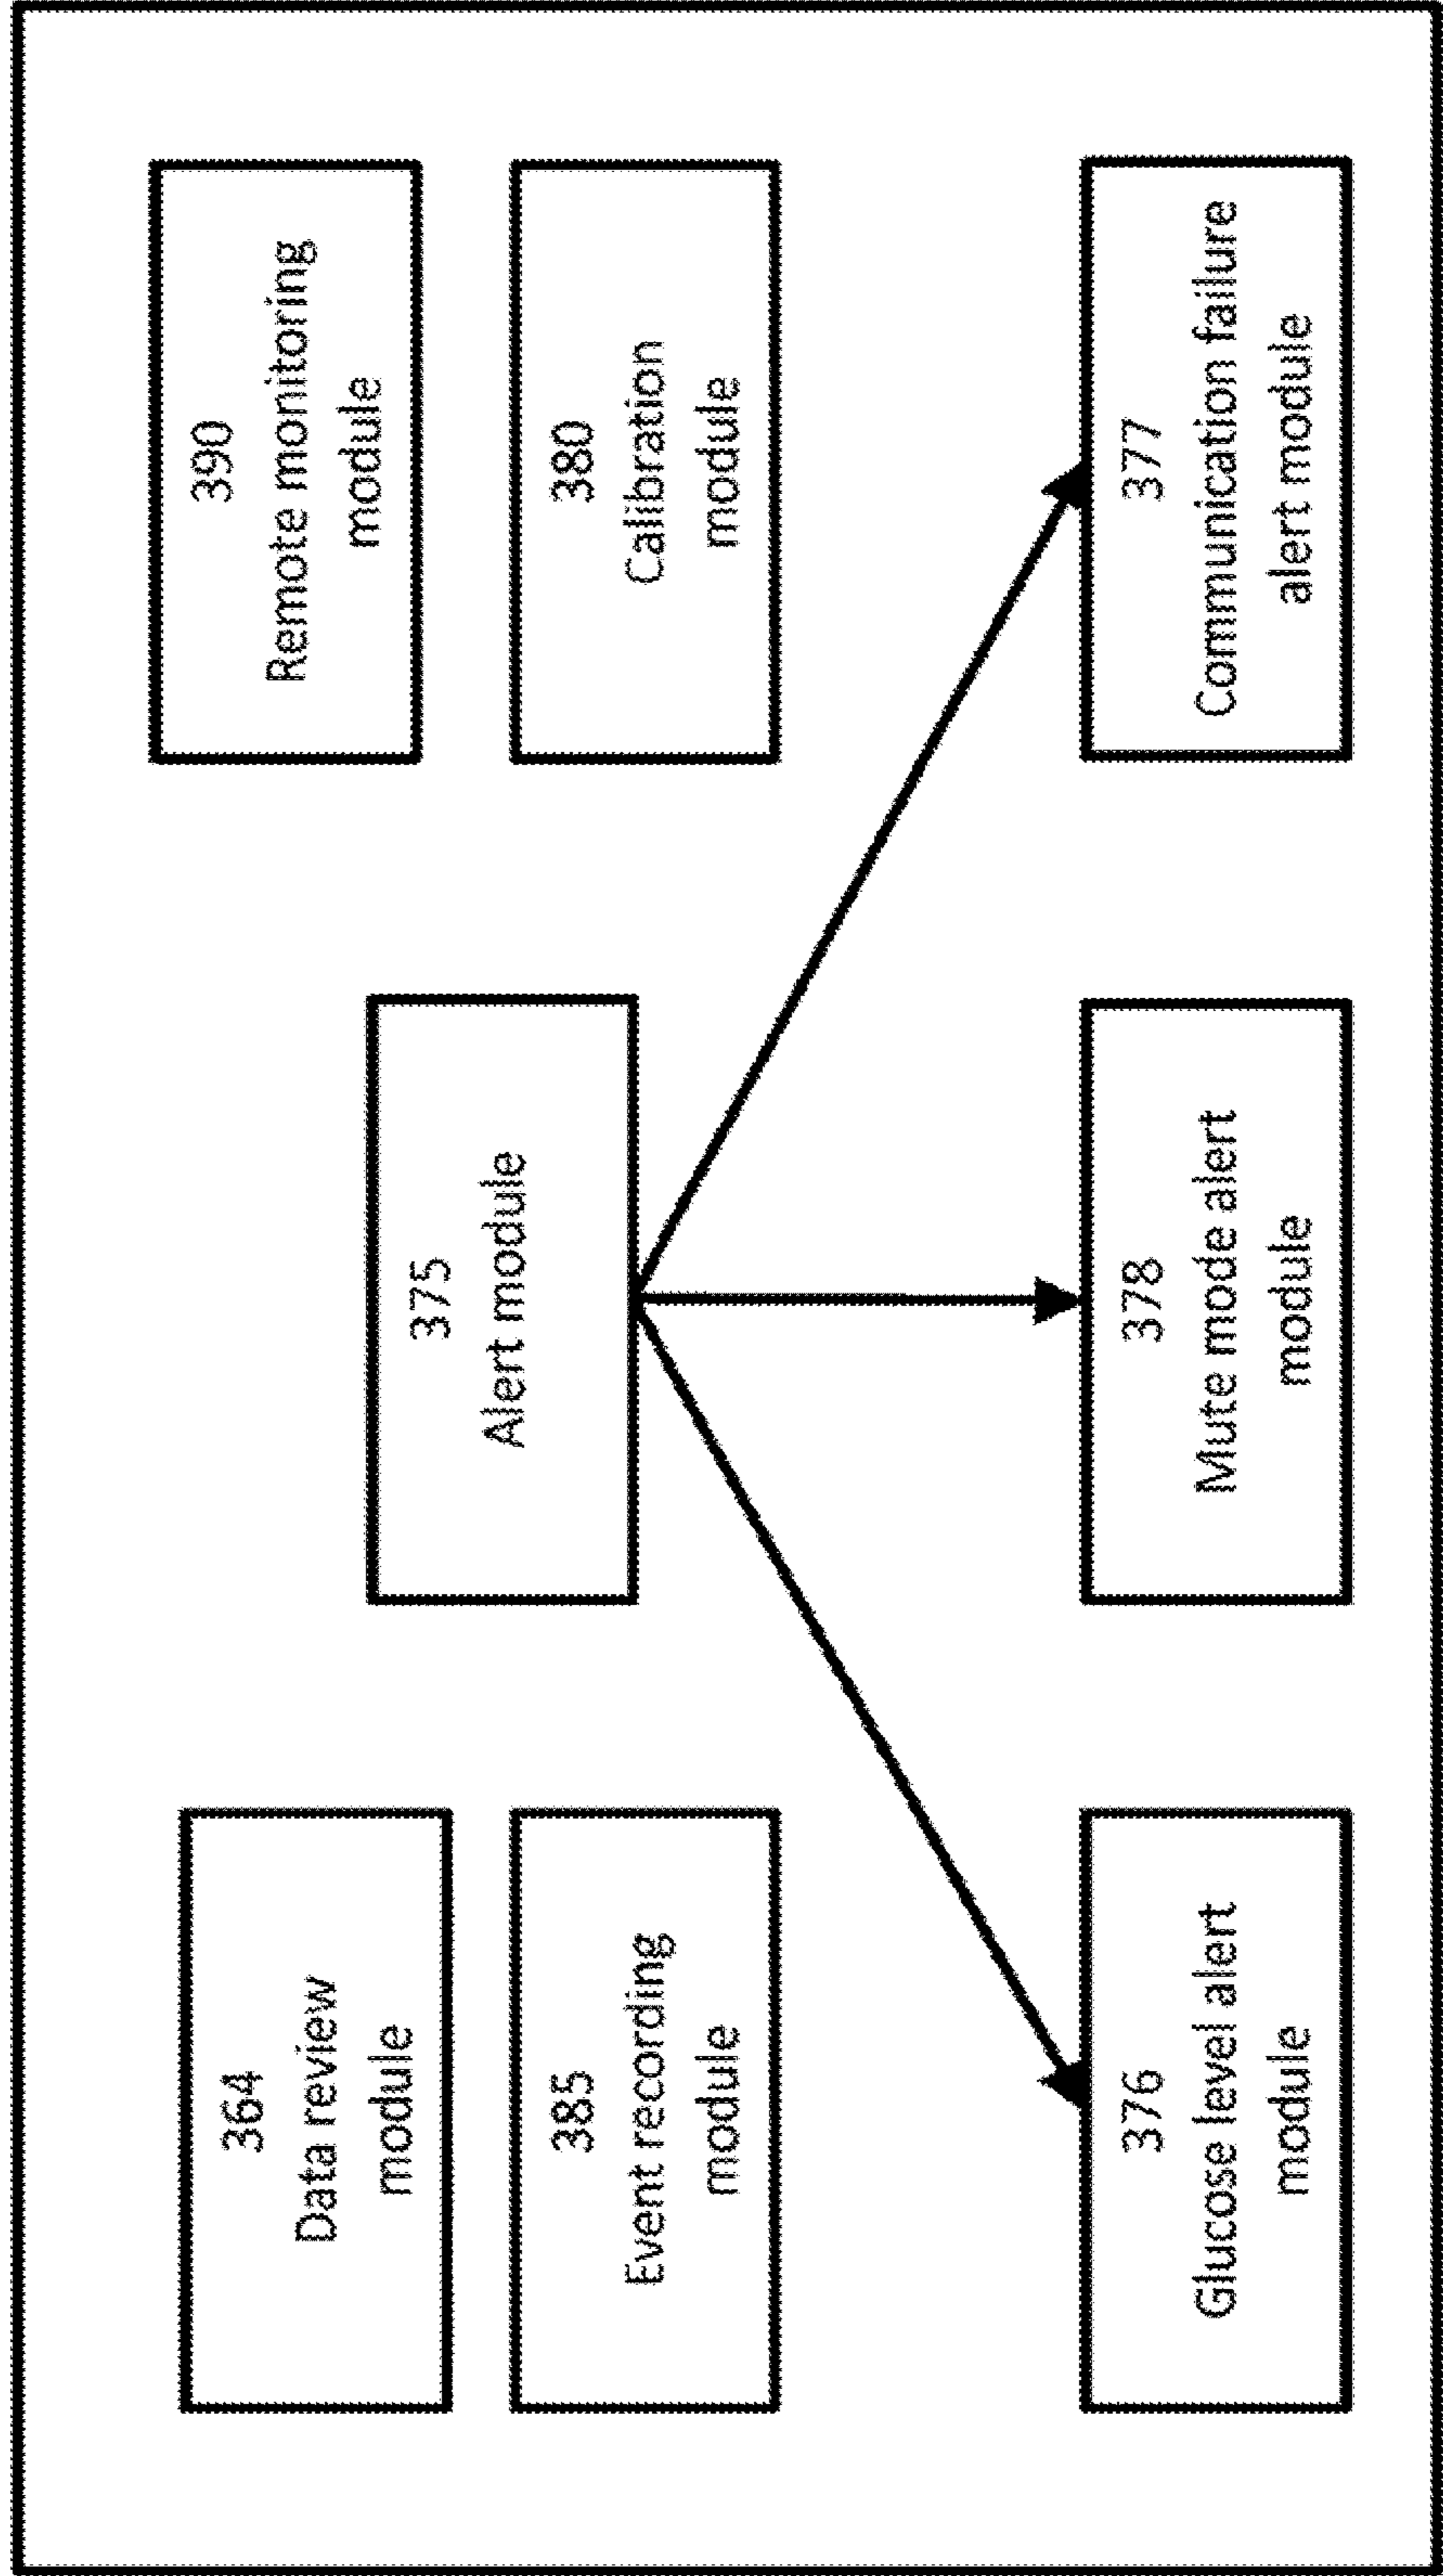 364
Data review
module
385
Event recording
module
375
Alert module
390
Remote monitoring
module
380
Calibration
module
376
Glucose level alert
module
378
Mute mode alert
module
377
Communication failure
alert module